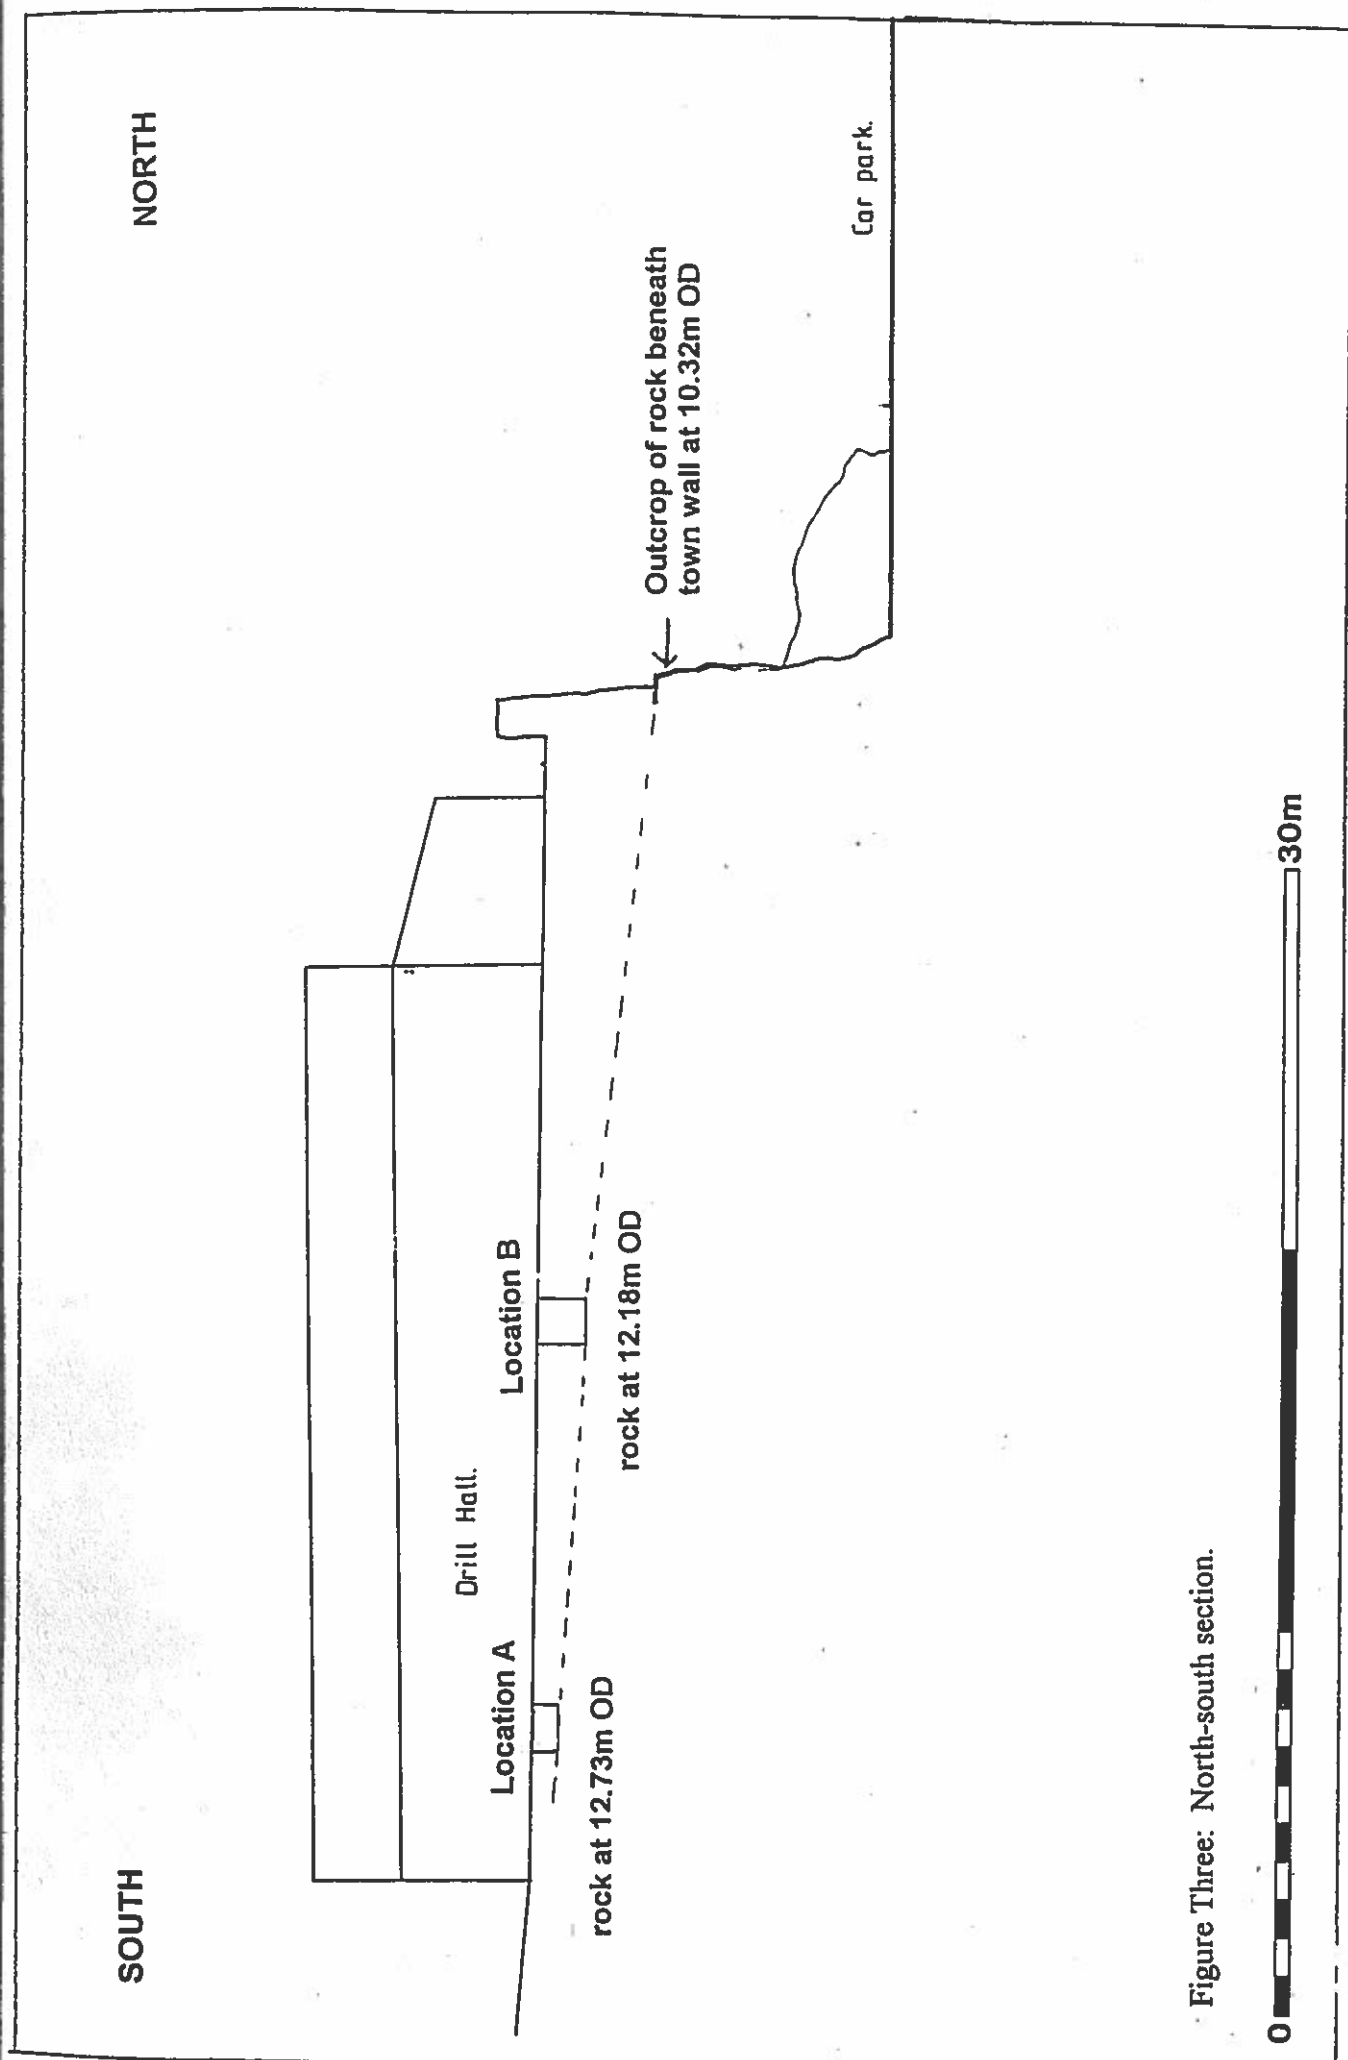 SOUTH
NORTH
Drill Hall.
Location A
Location B
rock at 12.73m OD
rock at 12.18m OD
Outcrop of rock beneath
town wall at 10.32m OD
Car park.
Figure Three: North-south section.
0
30m